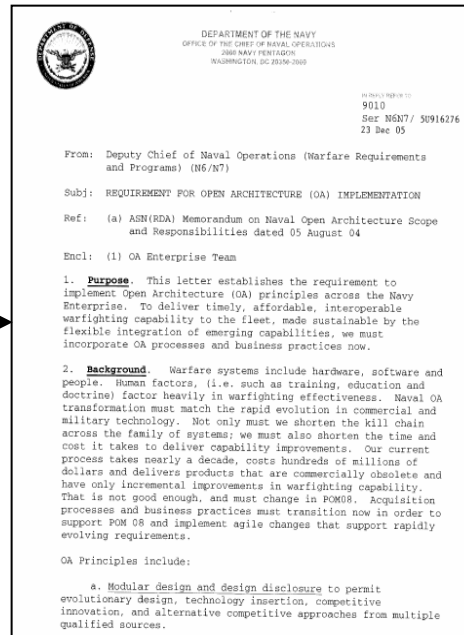 DEPARTMENT OF THE NAVY
OFFICE OF THE CHIEF OF NAVAL OPERATIONS
2000 NAVY PENTAGON
WASHINGTON, DC 20350-2000
IN REPLY REFER TO
9010
Ser N6N7/ 5U916276
23 Dec 05
From: Deputy Chief of Naval Operations (Warfare Requirements
and Programs) (N6/N7)
Subj: REQUIREMENT FOR OPEN ARCHITECTURE (OA) IMPLEMENTATION
Ref: (a) ASN(RDA) Memorandum on Naval Open Architecture Scope
and Responsibilities dated 05 August 04
Encl: (1) OA Enterprise Team
1. Purpose. This letter establishes the requirement to
implement Open Architecture (OA) principles across the Navy
Enterprise. To deliver timely, affordable, interoperable
warfighting capability to the fleet, made sustainable by the
flexible integration of emerging capabilities, we must
incorporate OA processes and business practices now.
2. Background. Warfare systems include hardware, software and
people. Human factors, (i.e. such as training, education and
doctrine) factor heavily in warfighting effectiveness. Naval OA
transformation must match the rapid evolution in commercial and
military technology. Not only must we shorten the kill chain
across the family of systems; we must also shorten the time and
cost it takes to deliver capability improvements. Our current
process takes nearly a decade, costs hundreds of millions of
dollars and delivers products that are commercially obsolete and
have only incremental improvements in warfighting capability.
That is not good enough, and must change in POM08. Acquisition
processes and business practices must transition now in order to
support POM 08 and implement agile changes that support rapidly
evolving requirements.
OA Principles include:
a. Modular design and design disclosure to permit
evolutionary design, technology insertion, competitive
innovation, and alternative competitive approaches from multiple
qualified sources.